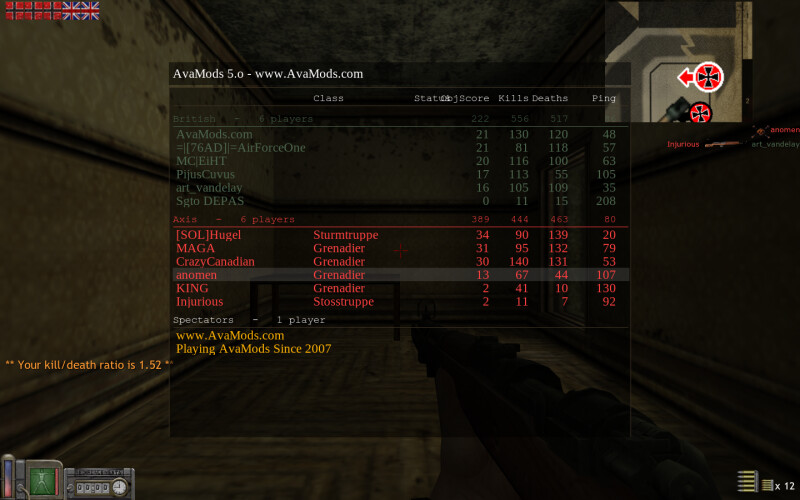 AvaMods 5.o - www.AvaMods.com
Class Status ObjScore Kills Deaths Ping
British - 6 players 222 556 517
AvaMods.com 21 130 120 48
=|[76AD]|=AirForceOne 21 81 118 57
MC|EiHT 20 116 100 63
PijusCuvus 17 113 55 105
art_vandelay 16 105 109 35
Sgto DEPAS 0 11 15 208
Axis - 6 players 389 444 463 80
[SOL]Hugel Sturmtruppe 34 90 139 20
MAGA Grenadier 31 95 132 79
CrazyCanadian Grenadier 30 140 131 53
anomen Grenadier 13 67 44 107
KING Grenadier 2 41 10 130
Injurious Stosstruppe 2 11 7 92
Spectators - 1 player
www.AvaMods.com
Playing AvaMods Since 2007
** Your kill/death ratio is 1.52 **
2
anomen
Injurious art_vandelay
00:00
x 12